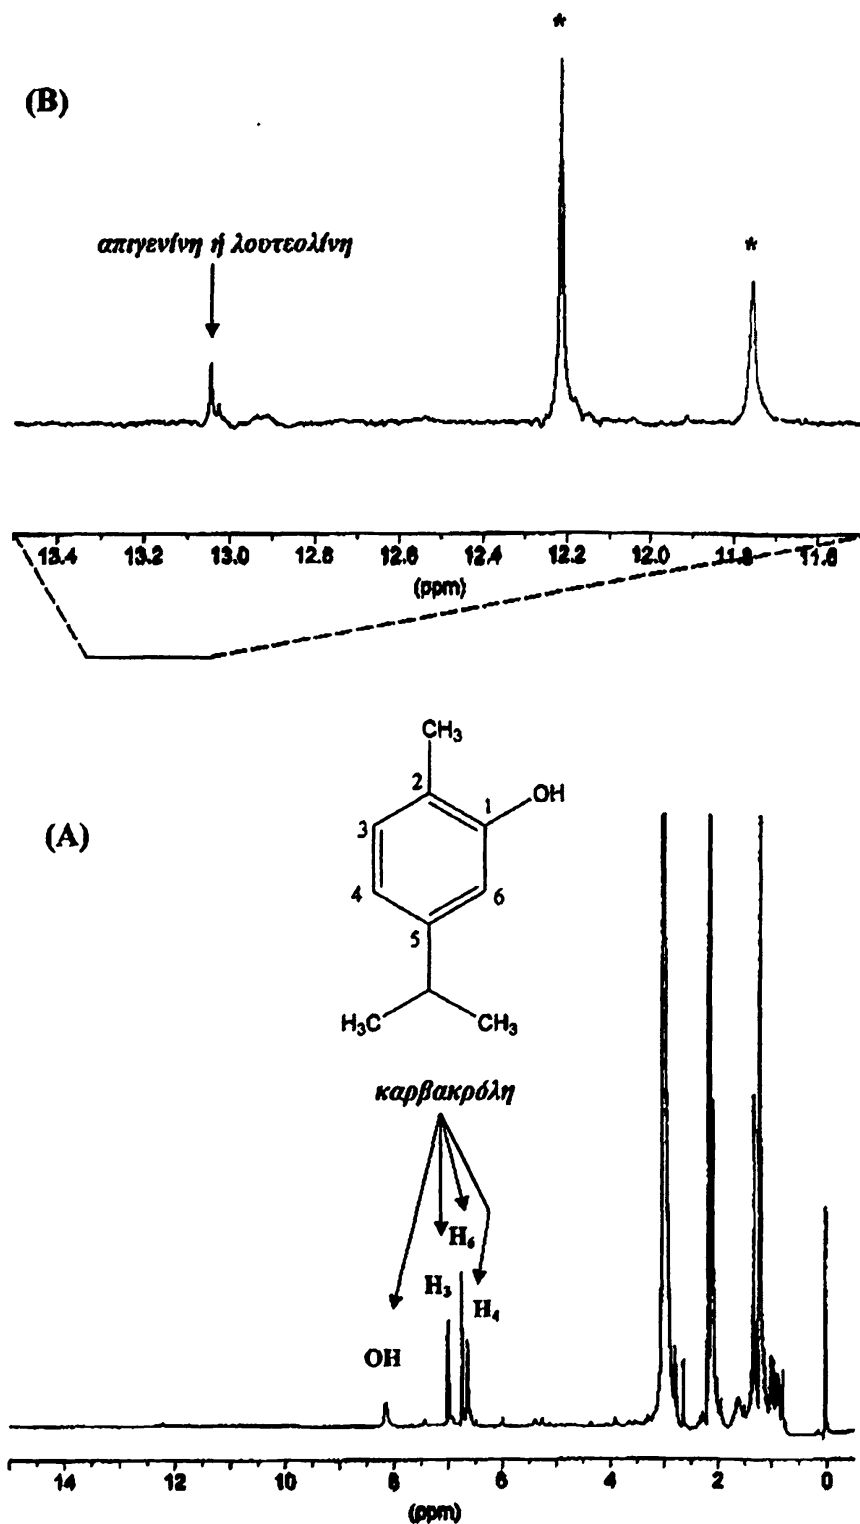 *
(B)
απιγενίνη ή λουτεολίνη
*
13.4 13.2 13.0 12.8 12.6 12.4 12.2 12.0 11.8 11.6
(ppm)
CH3
2
1
OH
(A)
3
4
6
5
H3C
CH3
καρβακρόλη
H6
H3
H4
OH
14 12 10 8 6 4 2 0
(ppm)